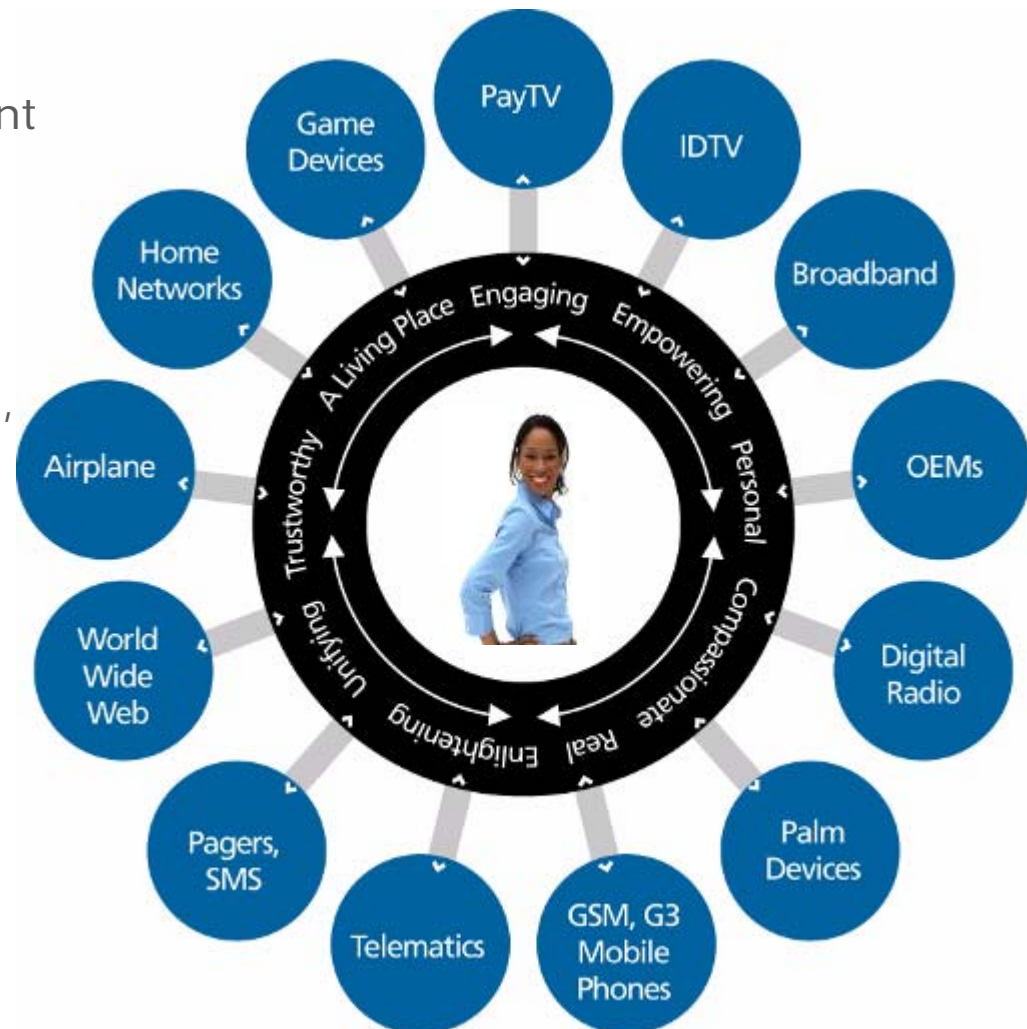 nt
,
PayTV
IDTV
Broadband
OEMs
Digital
Radio
Palm
Devices
GSM, G3
Mobile
Phones
Telematics
Pagers,
SMS
World
Wide
Web
Airplane
Home
Networks
Game
Devices
Engaging
Empowering
Personal
Compassionate
Real
Enlightening
Unifying
Trustworthy
A Living Place